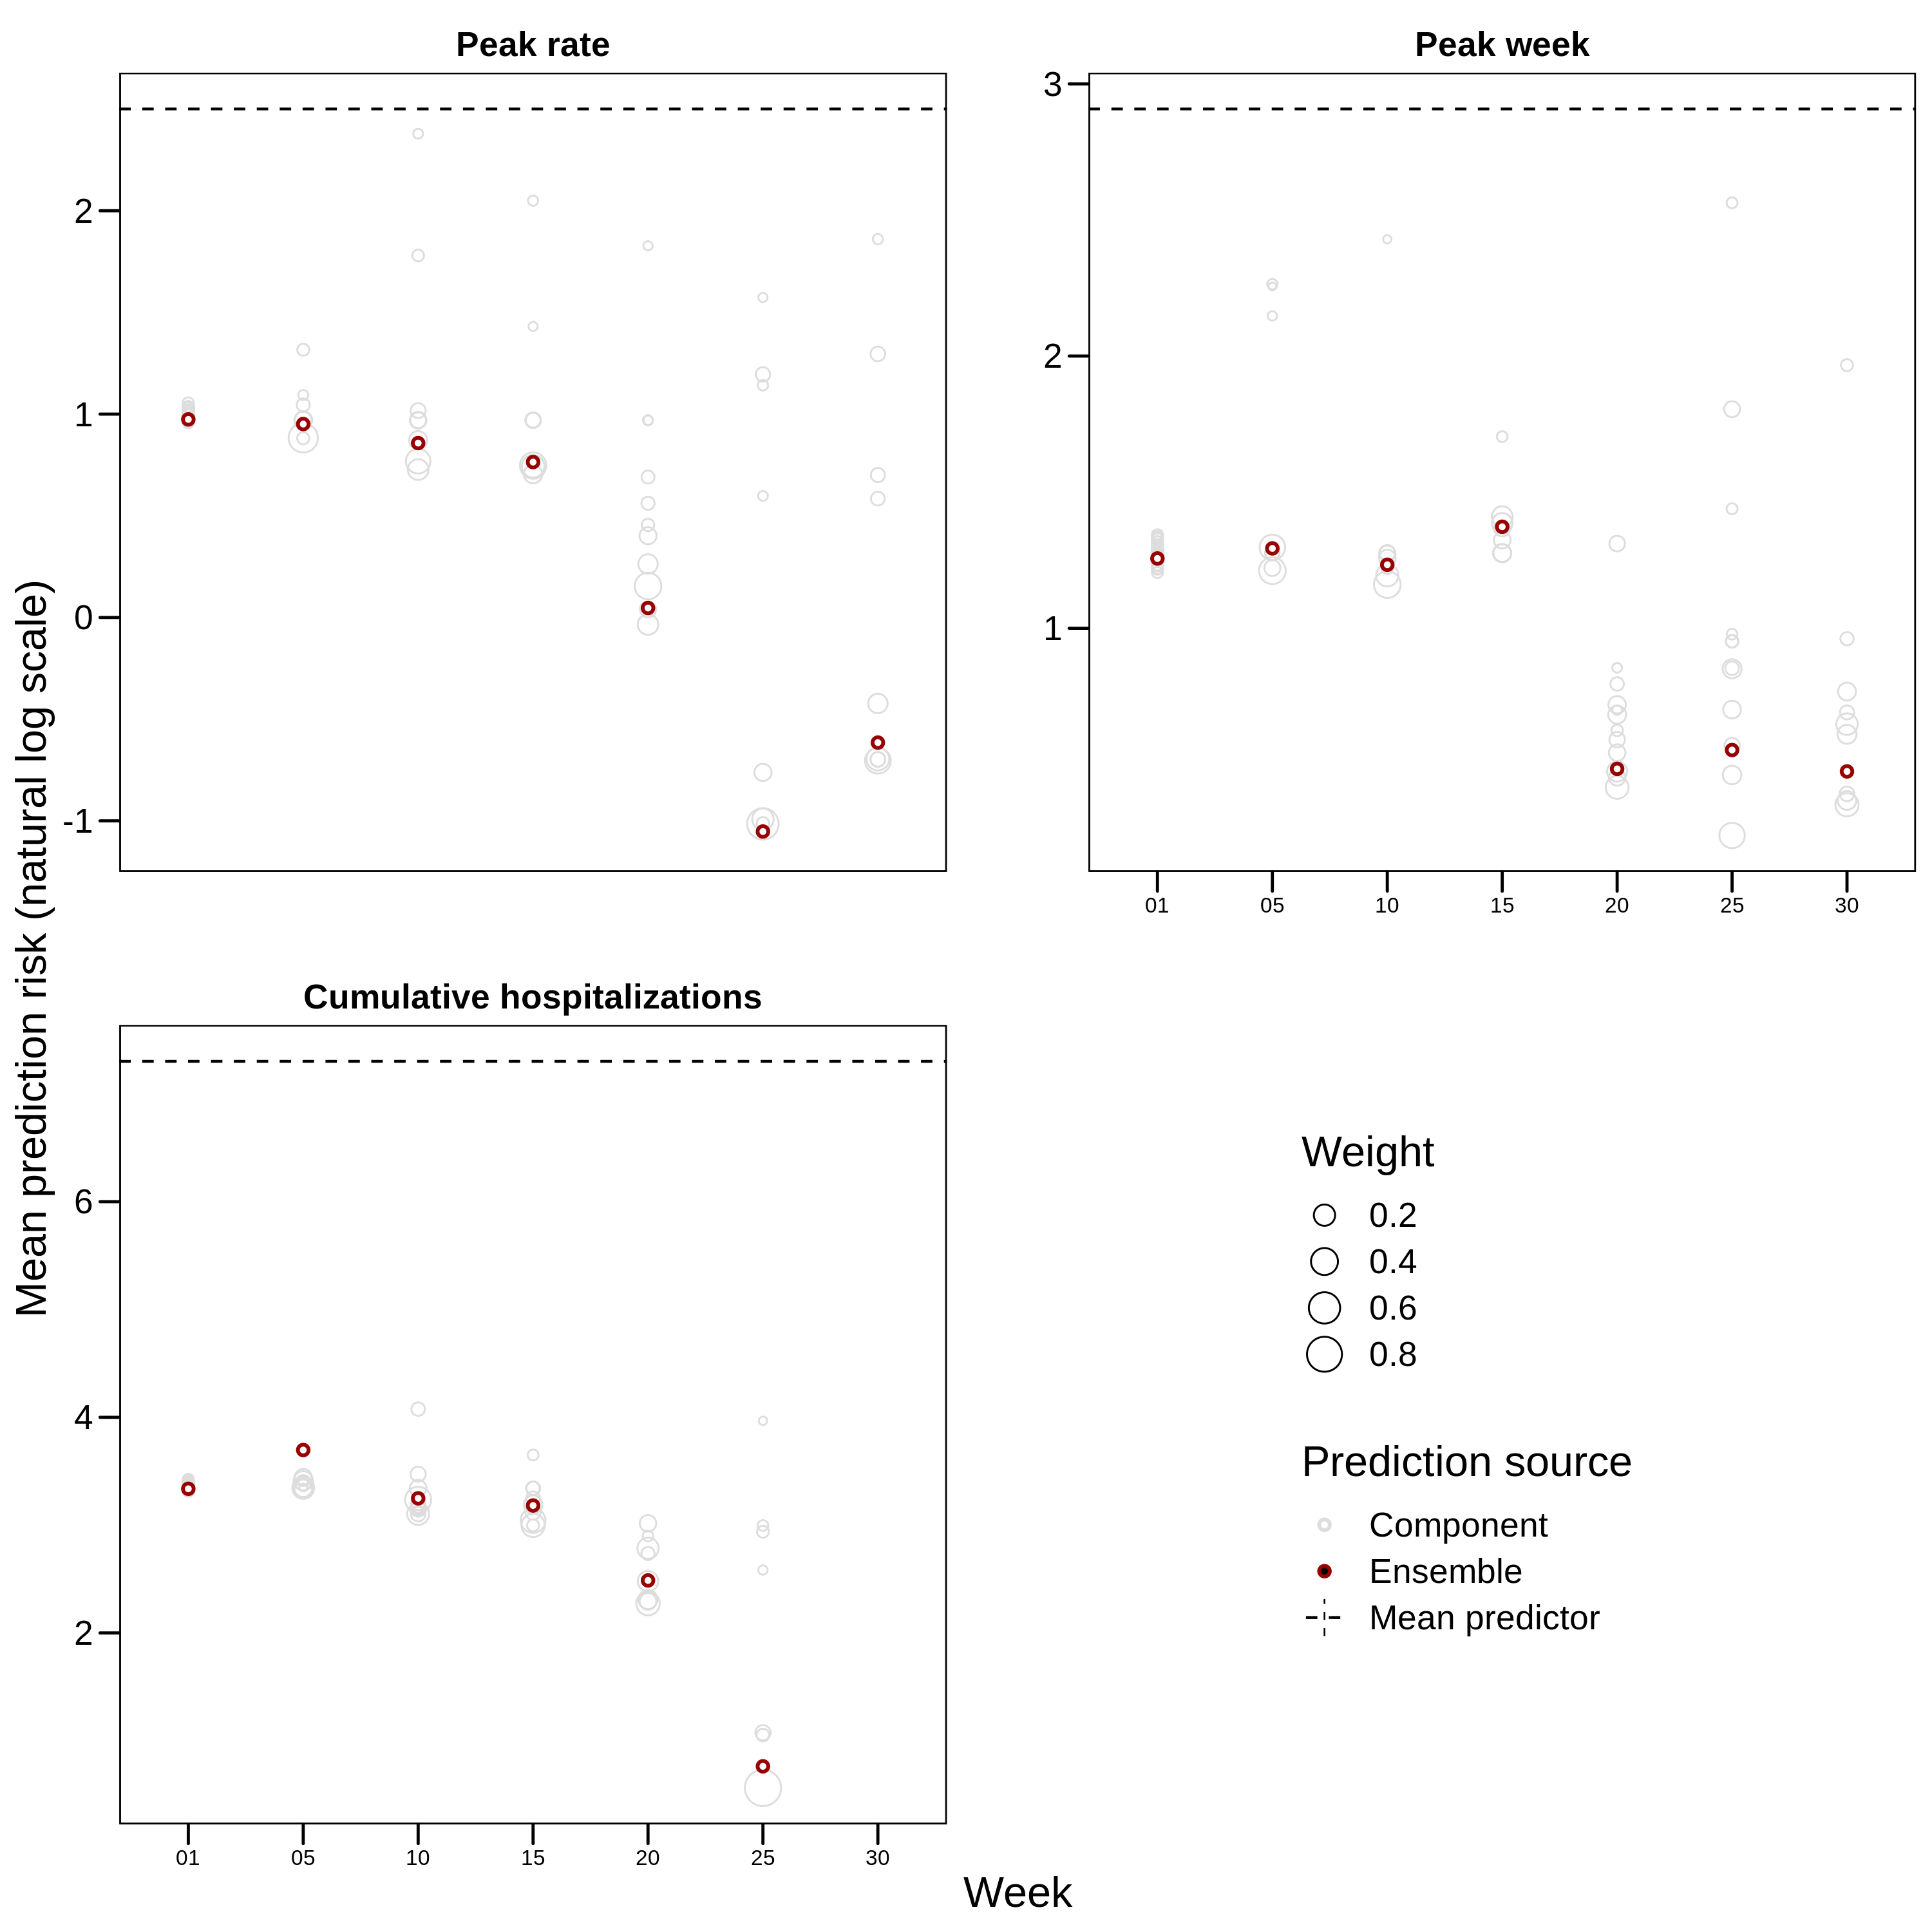 Peak rate
Peak week
Mean prediction risk (natural log scale)
2
1
0
-1
3
2
1
01 05 10 15 20 25 30
Cumulative hospitalizations
6
4
2
01 05 10 15 20 25 30
Week
Weight
0.2
0.4
0.6
0.8
Prediction source
Component
Ensemble
Mean predictor